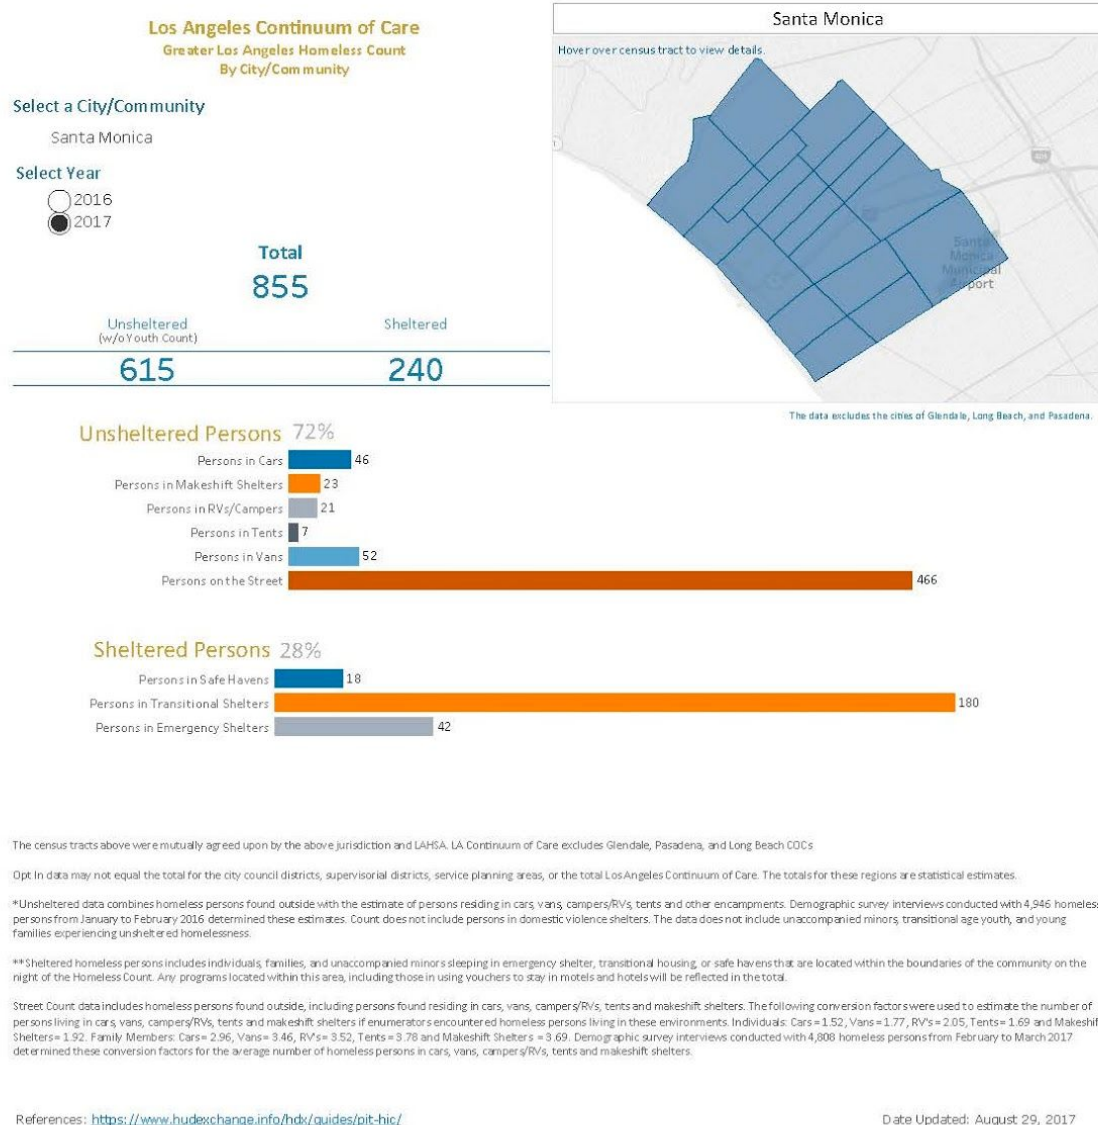 Los Angeles Continuum of Care
Greater Los Angeles Homeless Count
By City/Community
Select a City/Community
Santa Monica
Select Year
2016
2017
Total
855
Unsheltered
(w/o Youth Count)
Sheltered
615
240
Santa Monica
Hover over census tract to view details.
Santa
Monica
Municipal
Airport
The data excludes the cities of Glendale, Long Beach, and Pasadena.
Unsheltered Persons 72%
Persons in Cars 46
Persons in Makeshift Shelters 23
Persons in RVs/Campers 21
Persons in Tents 7
Persons in Vans 52
Persons on the Street 466
Sheltered Persons 28%
Persons in Safe Havens 18
Persons in Transitional Shelters 180
Persons in Emergency Shelters 42
The census tracts above were mutually agreed upon by the above jurisdiction and LAHSA. LA Continuum of Care excludes Glendale, Pasadena, and Long Beach COCs
Opt In data may not equal the total for the city council districts, supervisorial districts, service planning areas, or the total Los Angeles Continuum of Care. The totals for these regions are statistical estimates.
*Unsheltered data combines homeless persons found outside with the estimate of persons residing in cars, vans, campers/RVs, tents and other encampments. Demographic survey interviews conducted with 4,946 homeless
persons from January to February 2016 determined these estimates. Count does not include persons in domestic violence shelters. The data does not include unaccompanied minors, transitional age youth, and young
families experiencing unsheltered homelessness.
**Sheltered homeless persons includes individuals, families, and unaccompanied minors sleeping in emergency shelter, transitional housing, or safe havens that are located within the boundaries of the community on the
night of the Homeless Count. Any programs located within this area, including those in using vouchers to stay in motels and hotels will be reflected in the total.
Street Count data includes homeless persons found outside, including persons found residing in cars, vans, campers/RVs, tents and makeshift shelters. The following conversion factors were used to estimate the number of
persons living in cars, vans, campers/RVs, tents and makeshift shelters if enumerators encountered homeless persons living in these environments. Individuals: Cars = 1.52, Vans = 1.77, RV's = 2.05, Tents = 1.69 and Makeshift
Shelters = 1.92. Family Members: Cars = 2.96, Vans = 3.46, RV's = 3.52, Tents = 3.78 and Makeshift Shelters = 3.69. Demographic survey interviews conducted with 4,808 homeless persons from February to March 2017
determined these conversion factors for the average number of homeless persons in cars, vans, campers/RVs, tents and makeshift shelters.
References: https://www.hudexchange.info/hdx/guides/pit-hic/
Date Updated: August 29, 2017